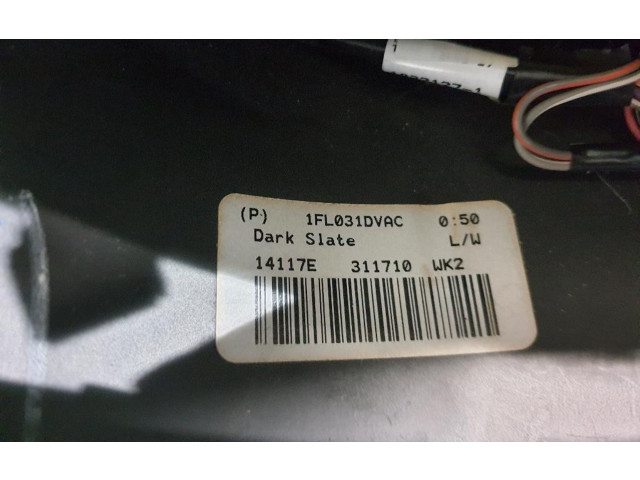 (P) 1FL031DVAC 0:50
Dark Slate L/W
14117E 311710 WK2